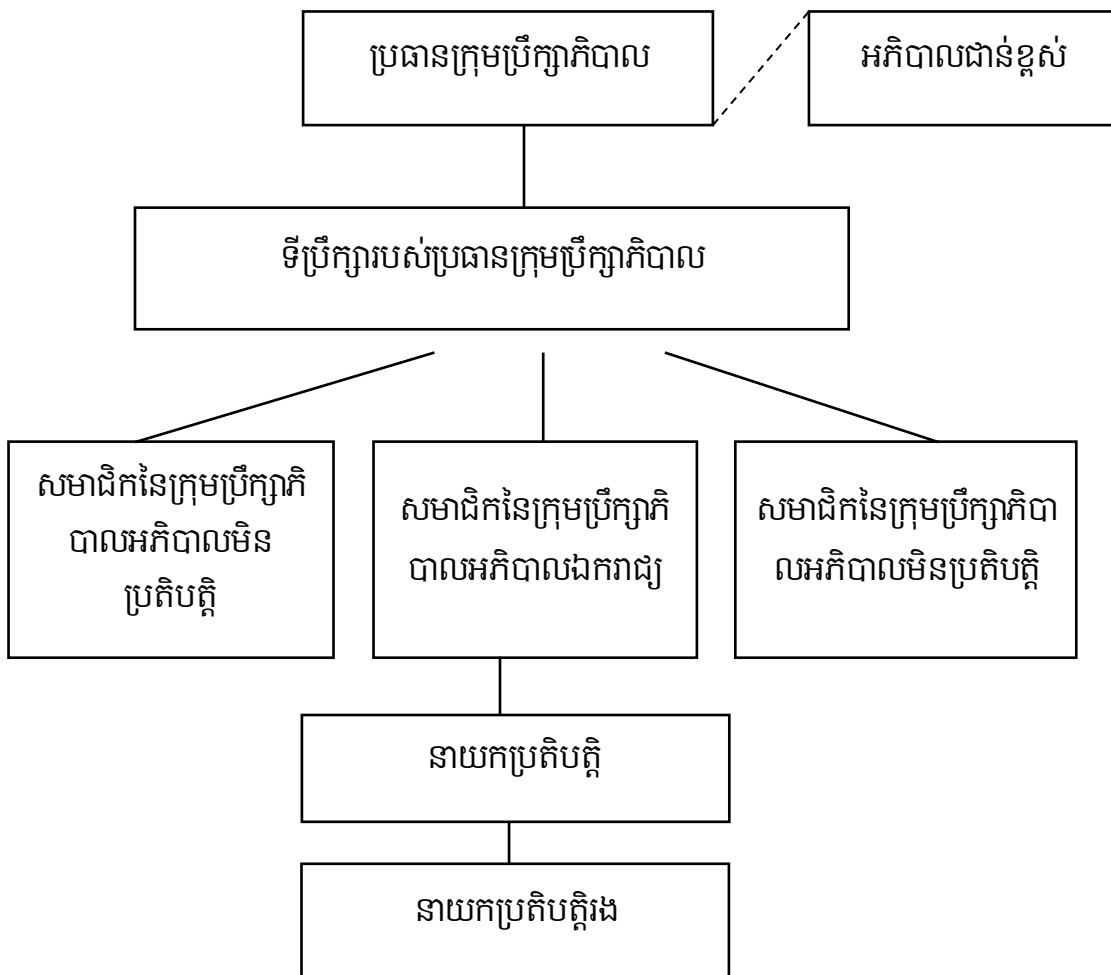 ប្រធានក្រុមប្រឹក្សាភិបាល
អភិបាលជាន់ខ្ពស់
ទីប្រឹក្សារបស់ប្រធានក្រុមប្រឹក្សាភិបាល
សមាជិកនៃក្រុមប្រឹក្សាភិ
បាលអភិបាលមិន
ប្រតិបត្តិ
សមាជិកនៃក្រុមប្រឹក្សាភិ
បាលអភិបាលឯករាជ្យ
សមាជិកនៃក្រុមប្រឹក្សាភិបា
លអភិបាលមិនប្រតិបត្តិ
នាយកប្រតិបត្តិ
នាយកប្រតិបត្តិរង